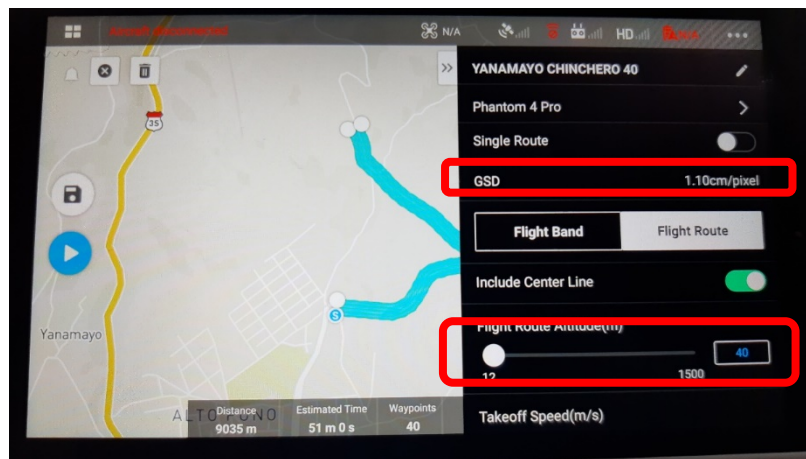 Aircraft disconnected
N/A
HD
N/A
YANAMAYO CHINCHERO 40
35
Phantom 4 Pro
Single Route
GSD 1.10cm/pixel
Flight Band Flight Route
Include Center Line
Flight Route Altitude(m)
S
40
Yanamayo
12 1500
ALTO PUNO
Distance Estimated Time Waypoints
9035 m 51 m 0 s 40
Takeoff Speed(m/s)